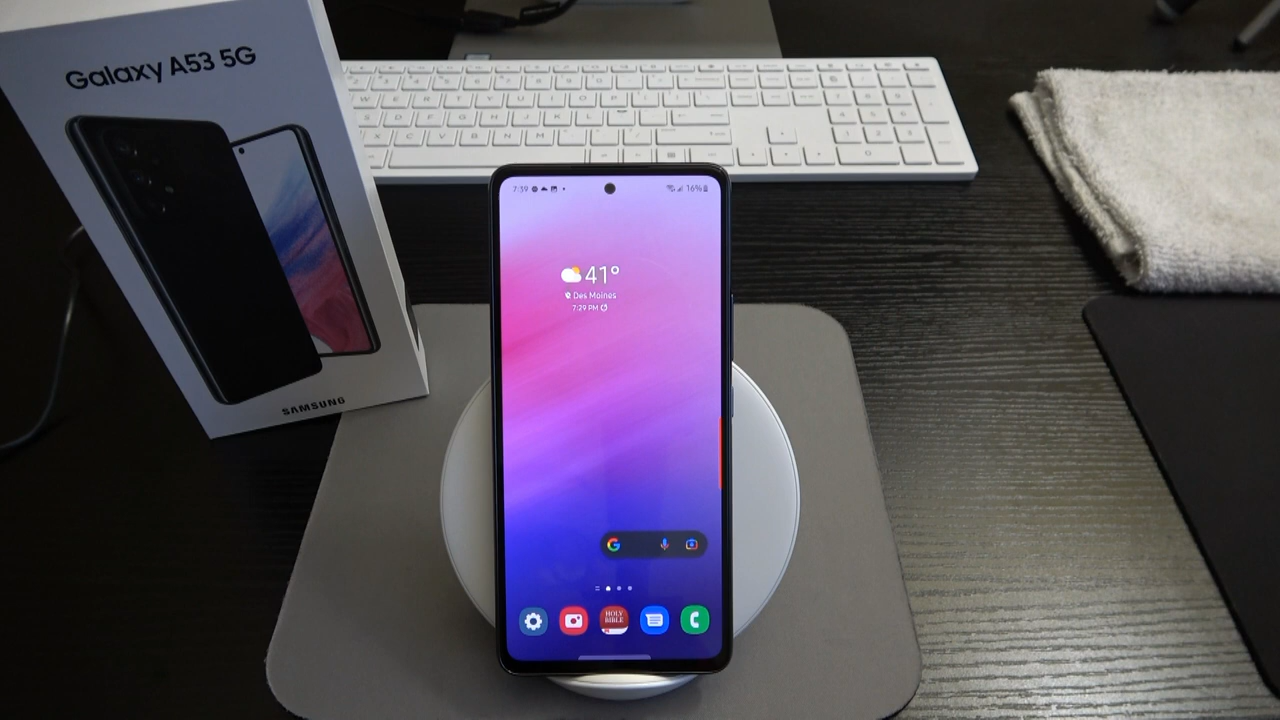 Galaxy A53 5G
SAMSUNG
7:39
16%
41°
Des Moines
7:29 PM
HOLY
BIBLE
W E R T Y U I O P
S D F G H J K L
X C V B N M